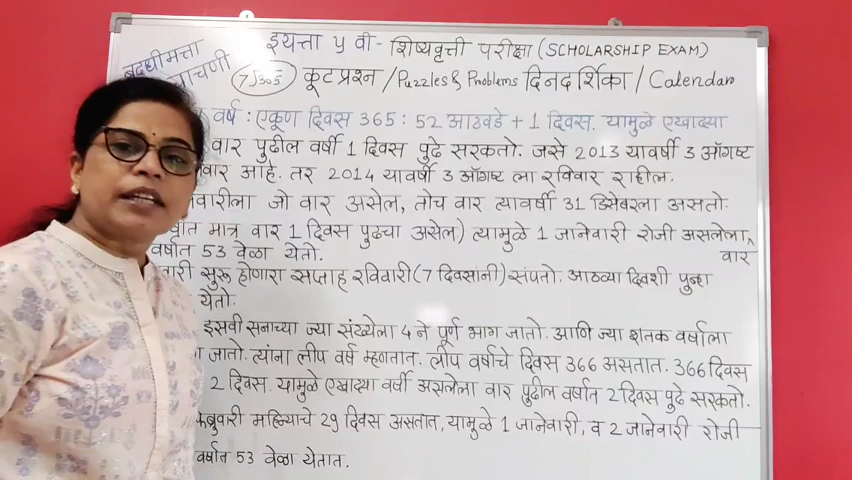 इयत्ता ५ वी - शिष्यवृत्ती परीक्षा (SCHOLARSHIP EXAM)
बुद्धीमत्ता
चाचणी
कूटप्रश्न / Puzzles & Problems दिनदर्शिका / Calendar
वर्ष : एकूण दिवस 365 : 52 आठवडे + 1 दिवस. यामुळे एखाद्या
वार पुढील वर्षी 1 दिवस पुढे सरकतो. जसे 2013 यावर्षी 3 ऑगष्ट
वार आहे. तर 2014 यावर्षी 3 ऑगष्ट ला रविवार राहील.
जो वार असेल, तोच वार त्यावर्षी 31 डिसेंबरला असतो.
मात्र वार 1 दिवस पुढचा असेल) त्यामुळे 1 जानेवारी रोजी असलेला वार
वर्षात 53 वेळा येतो.
सुरू होणारा सप्ताह रविवारी (7 दिवसांनी) संपतो. आठव्या दिवशी पुन्हा
येतो.
इसवी सनाच्या ज्या संख्येला 4 ने पूर्ण भाग जातो. आणि ज्या शतक वर्षाला
जातो. त्यांना लीप वर्ष म्हणतात. लीप वर्षाचे दिवस 366 असतात. 366 दिवस
2 दिवस. यामुळे एखाद्या वर्षी असलेला वार पुढील वर्षात 2 दिवस पुढे सरकतो.
फेब्रुवारी महिन्याचे 29 दिवस असतात, यामुळे 1 जानेवारी, व 2 जानेवारी रोजी
वर्षात 53 वेळा येतात.